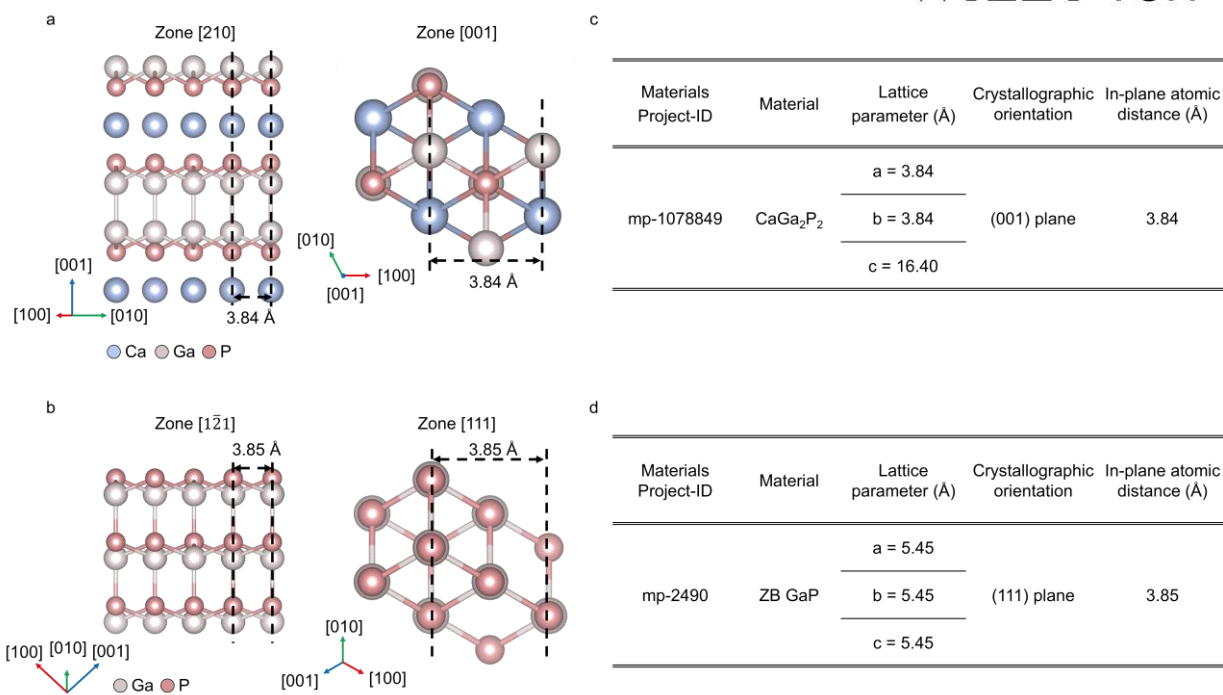 a
Zone [210]
Zone [001]
[001]
[100]
[010]
3.84 Å
[010]
[001]
[100]
3.84 Å
Ca Ga P
b
Zone [12̄1]
3.85 Å
Zone [111]
3.85 Å
[100]
[010]
[001]
Ga P
[010]
[001]
[100]
c
Materials Project-ID Material Lattice parameter (Å) Crystallographic orientation In-plane atomic distance (Å)
a = 3.84
mp-1078849 CaGa₂P₂ b = 3.84 (001) plane 3.84
c = 16.40
d
Materials Project-ID Material Lattice parameter (Å) Crystallographic orientation In-plane atomic distance (Å)
a = 5.45
mp-2490 ZB GaP b = 5.45 (111) plane 3.85
c = 5.45